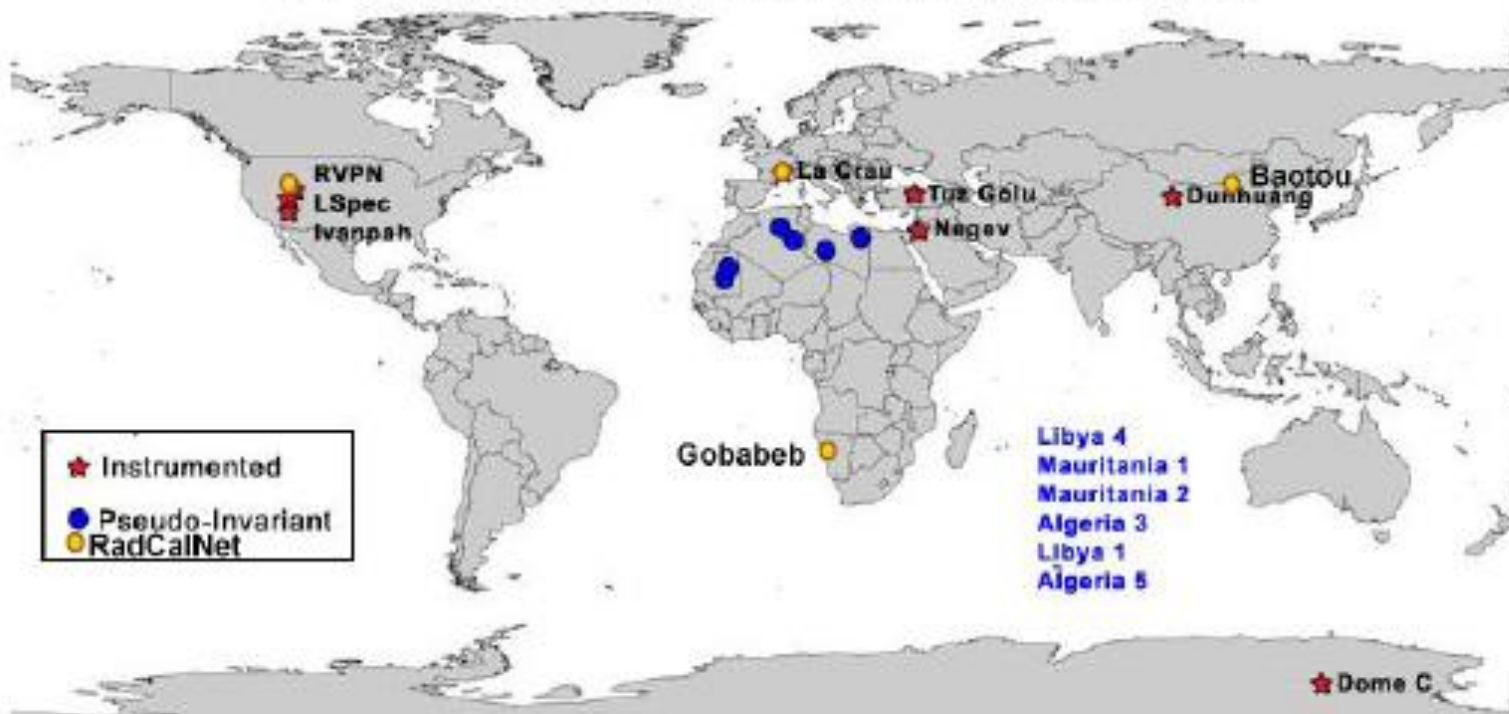 RVPN
LSpec
Ivanpah
La Crau
Tuz Golu
Negev
Baotou
Dunhuang
Gobabeb
Instrumented
Pseudo-Invariant
RadCalNet
Libya 4
Mauritania 1
Mauritania 2
Algeria 3
Libya 1
Algeria 5
Dome C